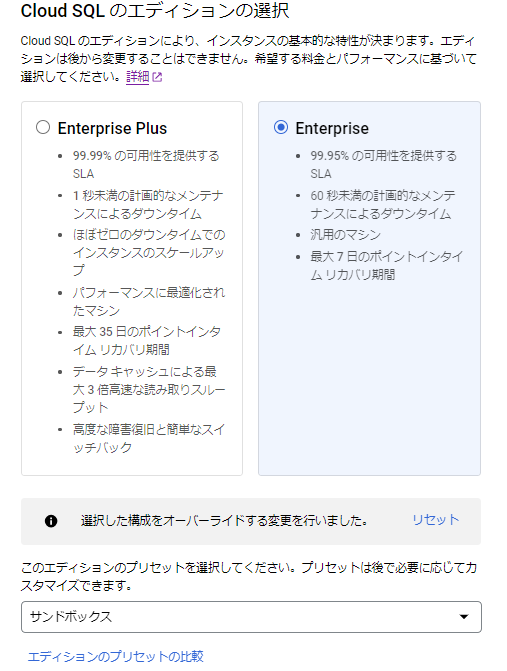 Cloud SQL のエディションの選択
Cloud SQL のエディションにより、インスタンスの基本的な特性が決まります。エディ
ションは後から変更することはできません。希望する料金とパフォーマンスに基づいて
選択してください。詳細
Enterprise Plus
99.99% の可用性を提供する
SLA
1 秒未満の計画的なメンテナ
ンスによるダウンタイム
ほぼゼロのダウンタイムでの
インスタンスのスケールアッ
プ
パフォーマンスに最適化され
たマシン
最大 35 日のポイントインタ
イム リカバリ期間
データ キャッシュによる最
大 3 倍高速な読み取りスルー
プット
高度な障害復旧と簡単なスイ
ッチバック
Enterprise
99.95% の可用性を提供する
SLA
60 秒未満の計画的なメンテ
ナンスによるダウンタイム
汎用のマシン
最大 7 日のポイントインタイ
ム リカバリ期間
選択した構成をオーバーライドする変更を行いました。 リセット
このエディションのプリセットを選択してください。プリセットは後で必要に応じてカ
スタマイズできます。
サンドボックス
エディションのプリセットの比較